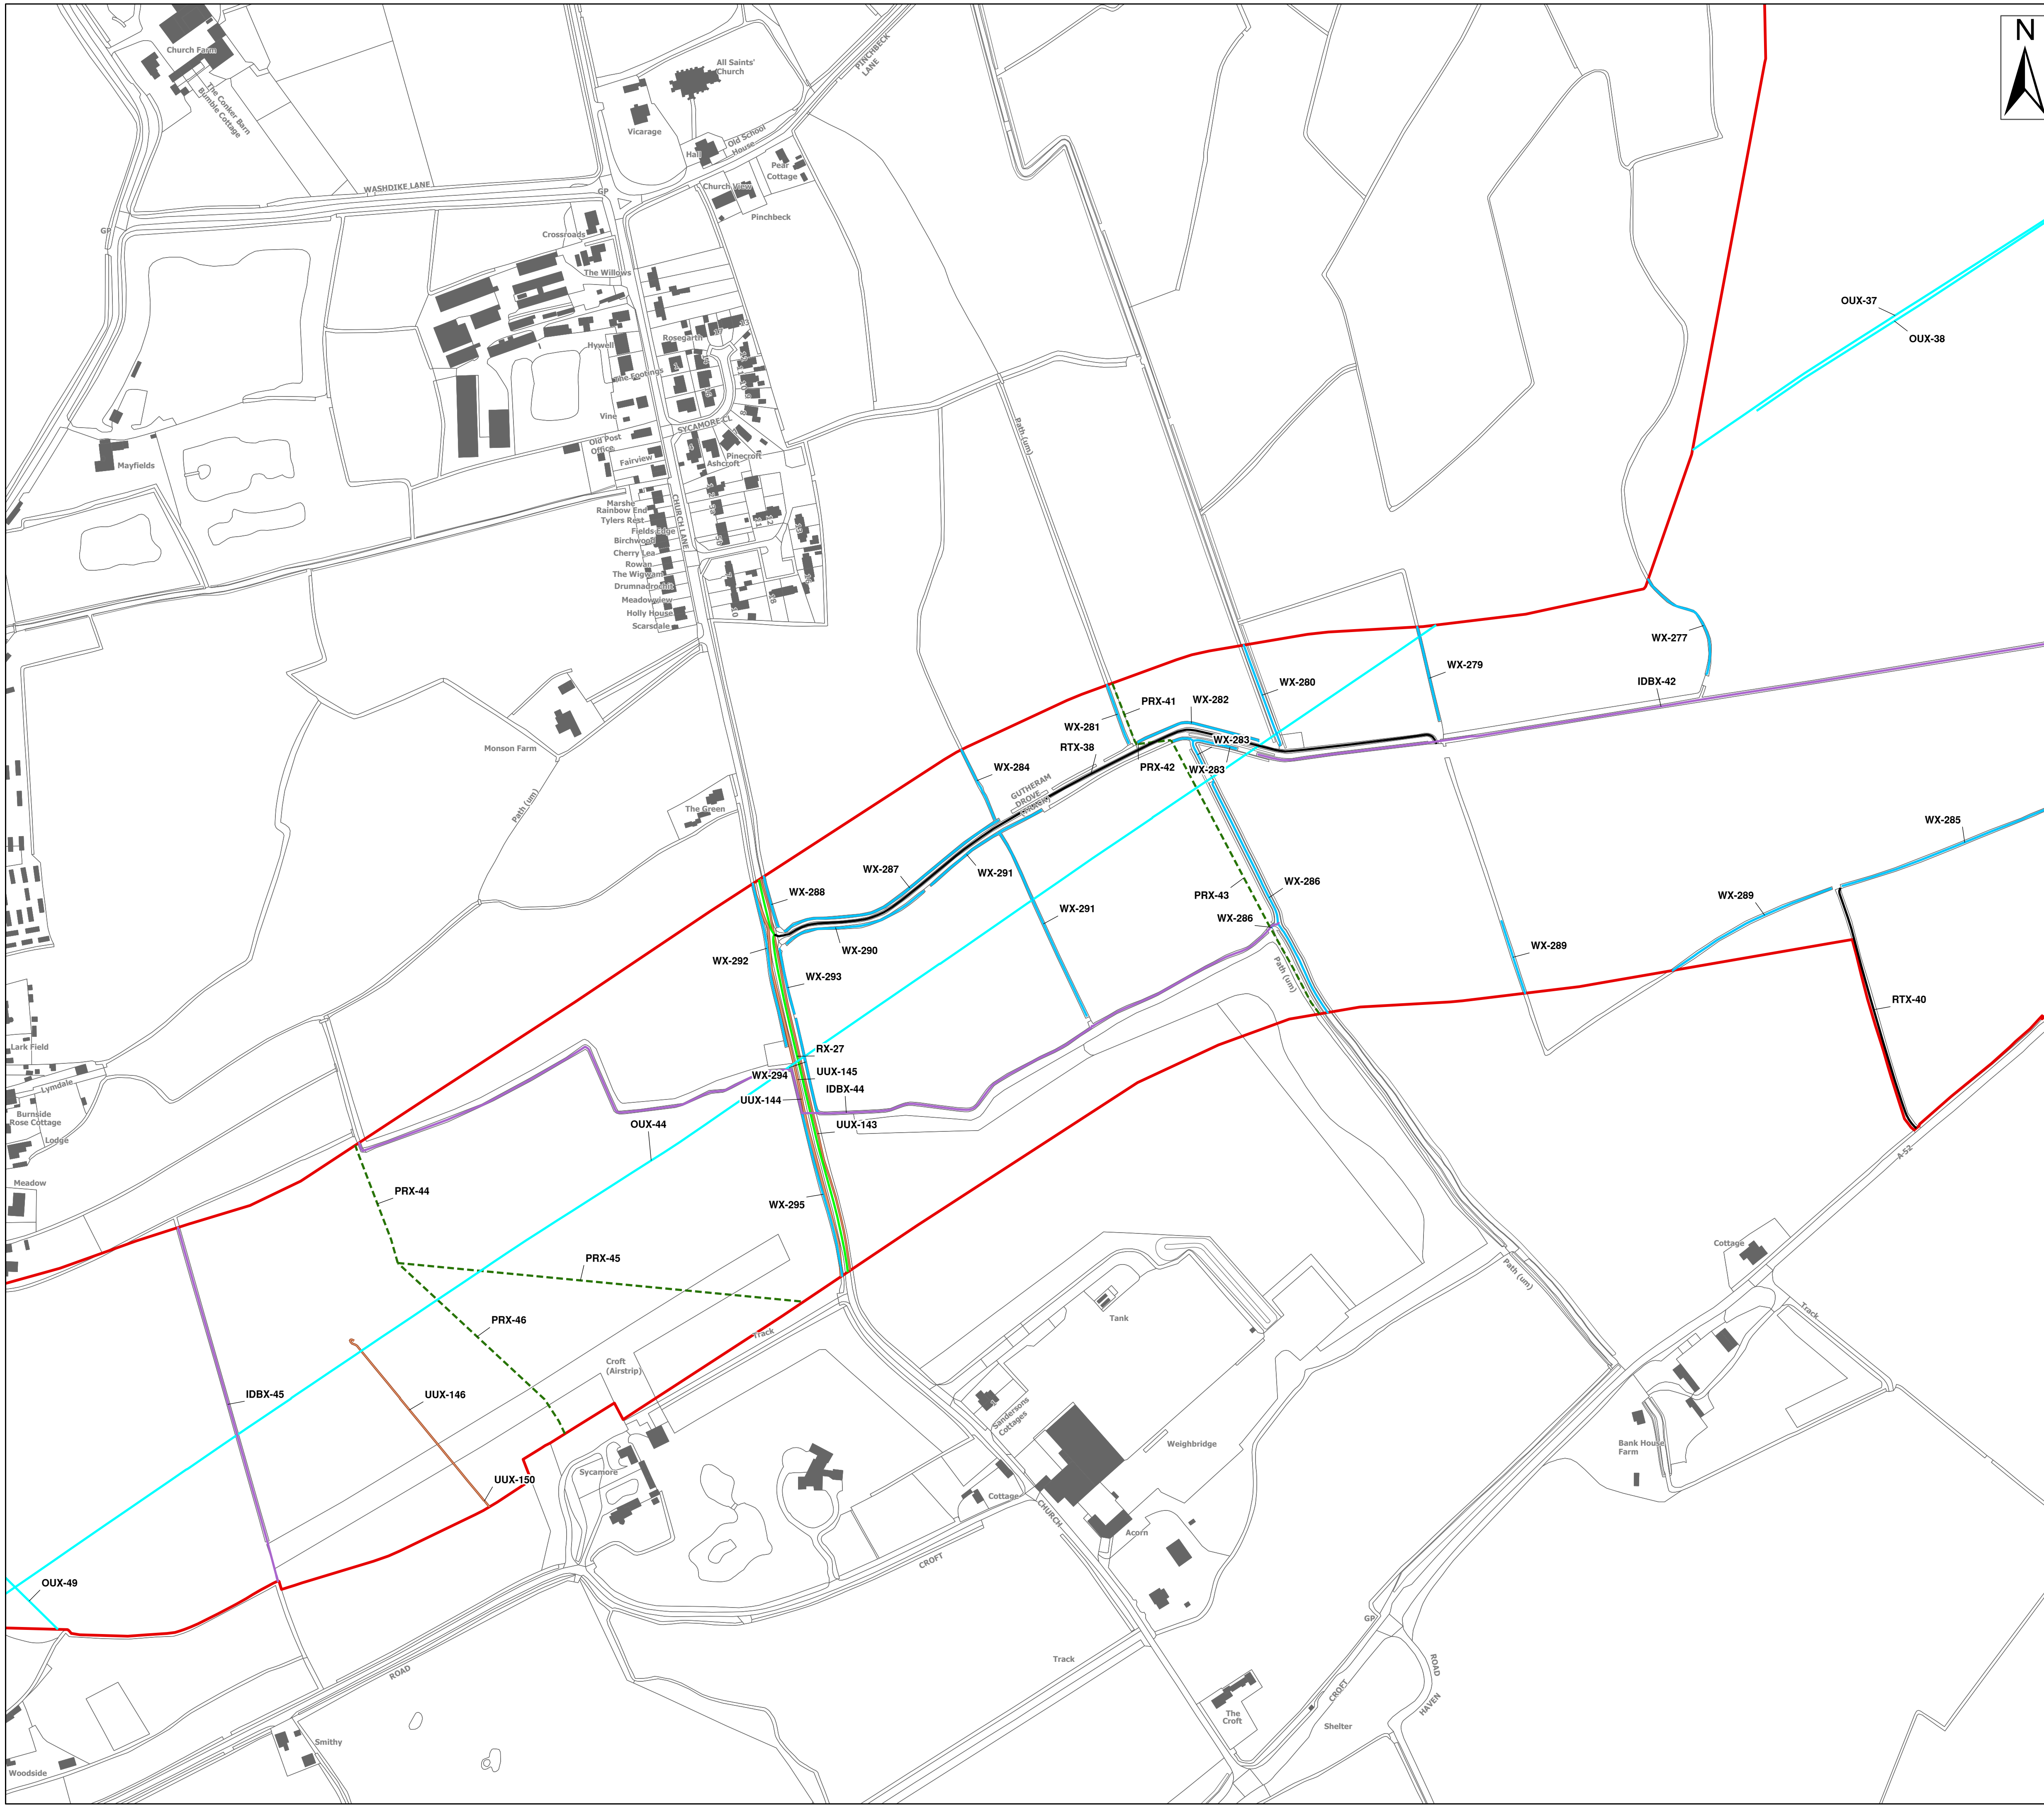 N
Church Farm
The Conker Barn
Bumble Cottage
All Saints'
Church
PINCHBECK
LANE
Vicarage
Hall
Old School
House
Pear
Cottage
Church View
Pinchbeck
WASHDIKE LANE
GP
GP
Crossroads
The Willows
OUX-37
OUX-38
Hywell
Rosegarth
The Footings
Vine
SYCAMORE CL
Old Post
Office
Fairview
Pinecroft
Ashcroft
Mayfields
Path (um)
CHURCH LANE
Marshe
Rainbow End
Tylers Rest
Fields Edge
Birchwood
Cherry Lea
Rowan
The Wigwam
Drumnadrochit
Meadowview
Holly House
Scarsdale
10
18
WX-277
WX-279
WX-280
IDBX-42
PRX-41
WX-282
WX-281
RTX-38
WX-283
PRX-42
WX-283
WX-284
GUTHERAM
DROVE
(TRACK)
Monson Farm
Path (um)
The Green
WX-285
WX-287
WX-291
WX-288
WX-286
PRX-43
WX-289
WX-291
WX-286
WX-290
WX-292
WX-289
WX-293
Path (um)
RTX-40
Lark Field
RX-27
WX-294
UUX-145
IDBX-44
UUX-144
UUX-143
OUX-44
Lymdale
Burnside
Rose Cottage
Lodge
A-52
Meadow
PRX-44
WX-295
PRX-45
Cottage
Path (um)
Track
PRX-46
Tank
Track
Croft
(Airstrip)
IDBX-45
UUX-146
Sandersons
Cottages
Weighbridge
Bank House
Farm
UUX-150
Sycamore
Cottage
CHURCH
Acorn
CROFT
OUX-49
GP
ROAD
Track
ROAD
CROFT
HAVEN
The
Croft
Shelter
Smithy
Woodside